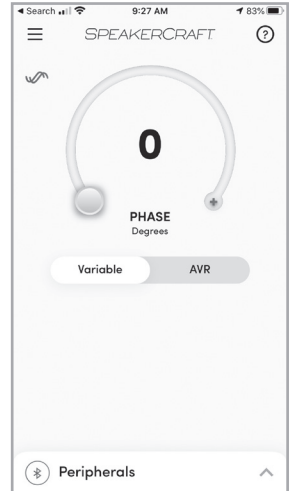 ◀ Search 9:27 AM 83%
SPEAKERCRAFT
?
0
PHASE
Degrees
Variable AVR
Peripherals